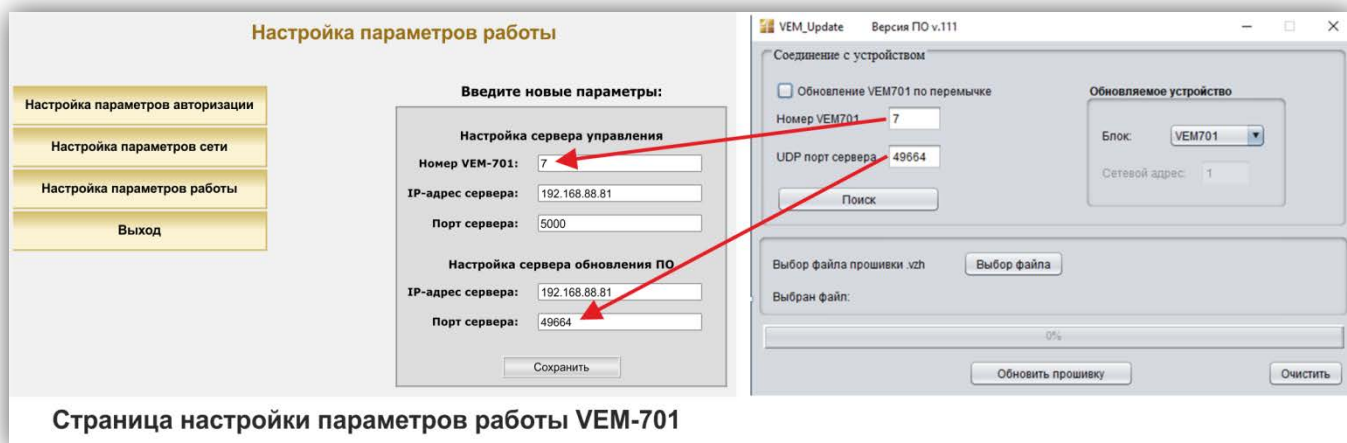 Настройка параметров работы
Настройка параметров авторизации
Настройка параметров сети
Настройка параметров работы
Выход
Введите новые параметры:
Настройка сервера управления
Номер VEM-701: 7
IP-адрес сервера: 192.168.88.81
Порт сервера: 5000
Настройка сервера обновления ПО
IP-адрес сервера: 192.168.88.81
Порт сервера: 49664
Сохранить
VEM_Update Версия ПО v.111
Соединение с устройством
Обновление VEM701 по перемычке
Номер VEM701 7
UDP порт сервера 49664
Поиск
Обновляемое устройство
Блок: VEM701
Сетевой адрес: 1
Выбор файла прошивки .vzh Выбор файла
Выбран файл:
0%
Обновить прошивку Очистить
Страница настройки параметров работы VEM-701